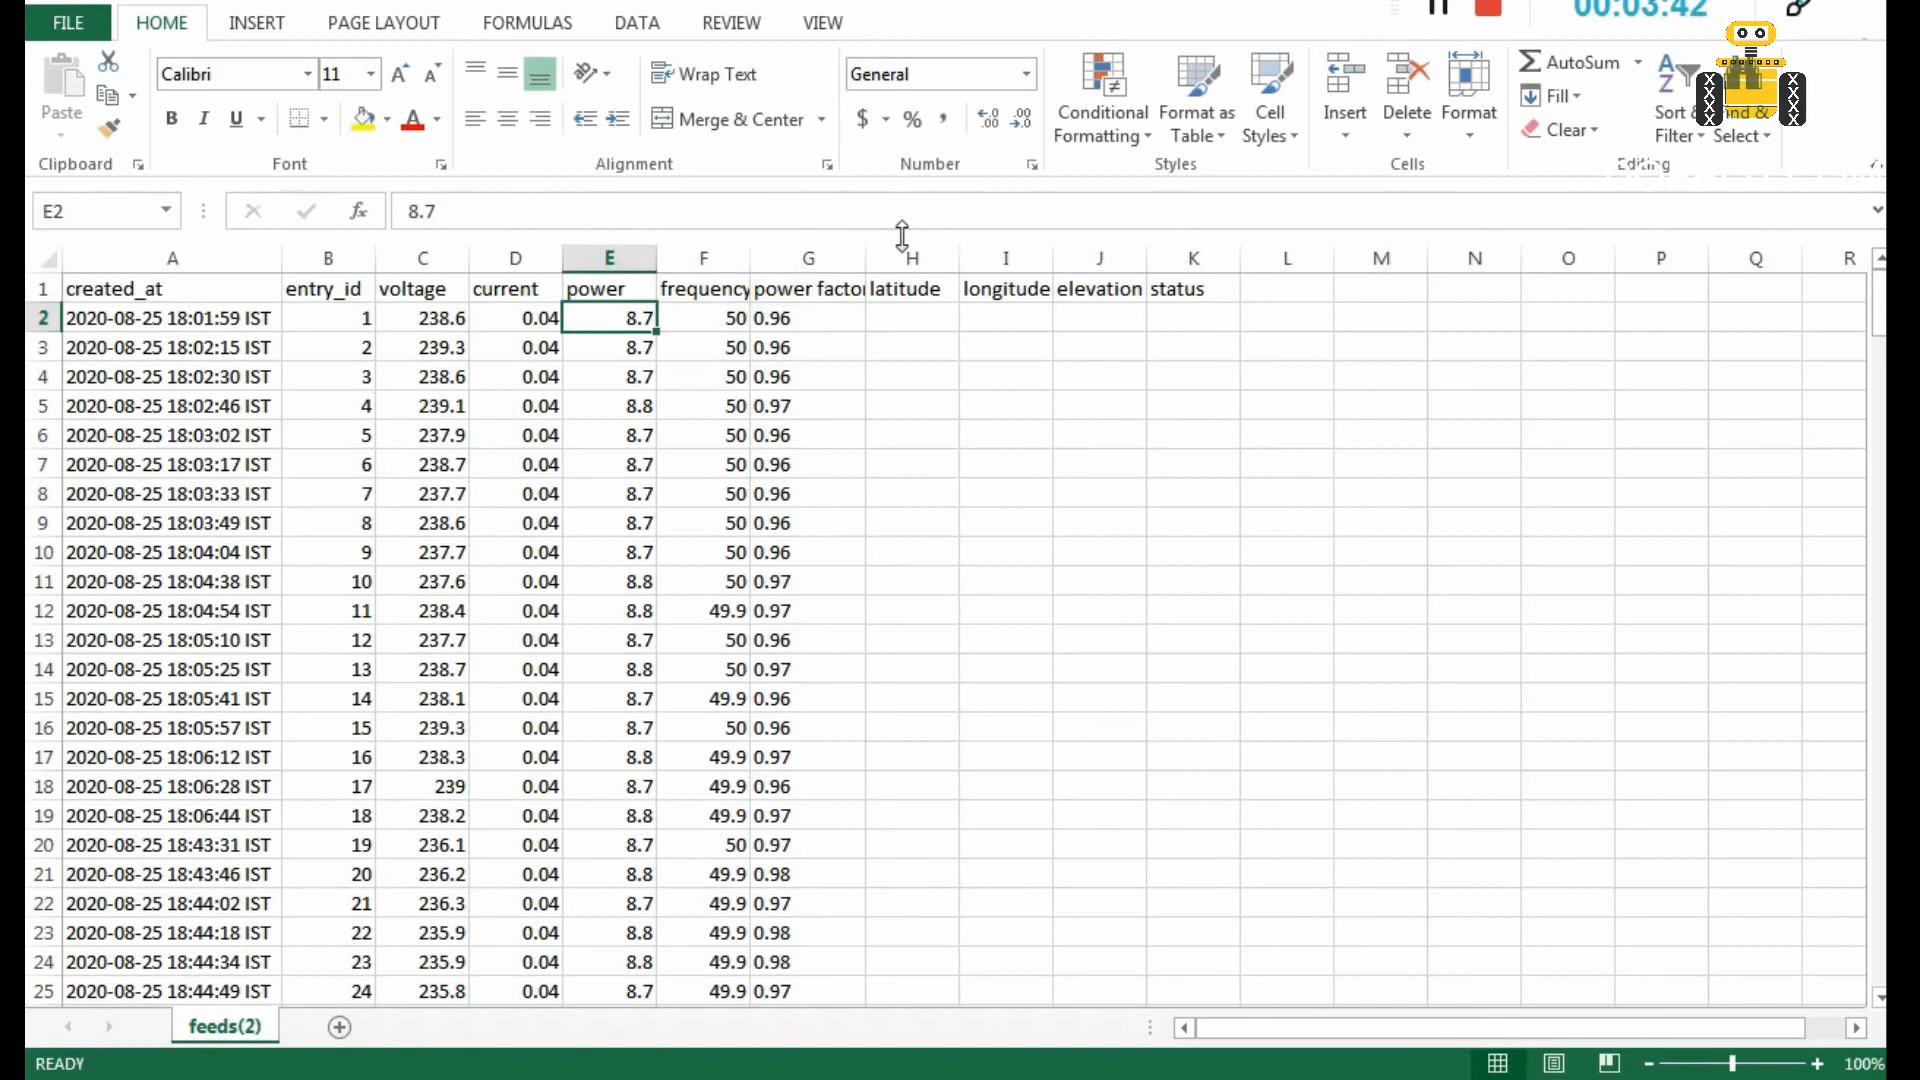 00:03:42
FILE HOME INSERT PAGE LAYOUT FORMULAS DATA REVIEW VIEW
Calibri 11 Wrap Text General AutoSum
Paste B I U Merge & Center $ % Conditional Formatting Format as Table Cell Styles Insert Delete Format Fill Clear Sort & Filter Find & Select
Clipboard Font Alignment Number Styles Cells Editing
E2 fx 8.7
A B C D E F G H I J K L M N O P Q R
1 created_at entry_id voltage current power frequency power factor latitude longitude elevation status
2 2020-08-25 18:01:59 IST 1 238.6 0.04 8.7 50 0.96
3 2020-08-25 18:02:15 IST 2 239.3 0.04 8.7 50 0.96
4 2020-08-25 18:02:30 IST 3 238.6 0.04 8.7 50 0.96
5 2020-08-25 18:02:46 IST 4 239.1 0.04 8.8 50 0.97
6 2020-08-25 18:03:02 IST 5 237.9 0.04 8.7 50 0.96
7 2020-08-25 18:03:17 IST 6 238.7 0.04 8.7 50 0.96
8 2020-08-25 18:03:33 IST 7 237.7 0.04 8.7 50 0.96
9 2020-08-25 18:03:49 IST 8 238.6 0.04 8.7 50 0.96
10 2020-08-25 18:04:04 IST 9 237.7 0.04 8.7 50 0.96
11 2020-08-25 18:04:38 IST 10 237.6 0.04 8.8 50 0.97
12 2020-08-25 18:04:54 IST 11 238.4 0.04 8.8 49.9 0.97
13 2020-08-25 18:05:10 IST 12 237.7 0.04 8.7 50 0.96
14 2020-08-25 18:05:25 IST 13 238.7 0.04 8.8 50 0.97
15 2020-08-25 18:05:41 IST 14 238.1 0.04 8.7 49.9 0.96
16 2020-08-25 18:05:57 IST 15 239.3 0.04 8.7 50 0.96
17 2020-08-25 18:06:12 IST 16 238.3 0.04 8.8 49.9 0.97
18 2020-08-25 18:06:28 IST 17 239 0.04 8.7 49.9 0.96
19 2020-08-25 18:06:44 IST 18 238.2 0.04 8.8 49.9 0.97
20 2020-08-25 18:43:31 IST 19 236.1 0.04 8.7 50 0.97
21 2020-08-25 18:43:46 IST 20 236.2 0.04 8.8 49.9 0.98
22 2020-08-25 18:44:02 IST 21 236.3 0.04 8.7 49.9 0.97
23 2020-08-25 18:44:18 IST 22 235.9 0.04 8.8 49.9 0.98
24 2020-08-25 18:44:34 IST 23 235.9 0.04 8.8 49.9 0.98
25 2020-08-25 18:44:49 IST 24 235.8 0.04 8.7 49.9 0.97
feeds(2)
READY 100%